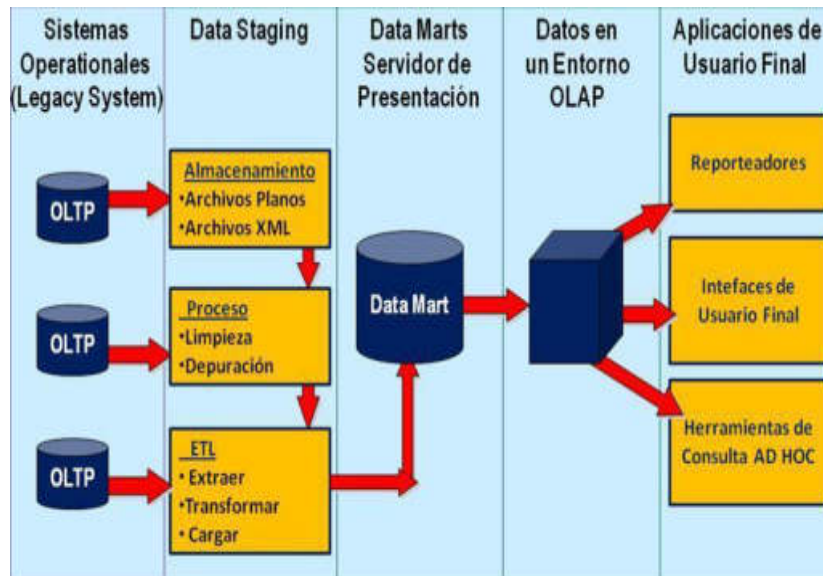 Sistemas
Operationales
(Legacy System)
Data Staging
Data Marts
Servidor de
Presentación
Datos en
un Entorno
OLAP
Aplicaciones de
Usuario Final
OLTP
OLTP
OLTP
Almacenamiento
•Archivos Planos
•Archivos XML
Proceso
•Limpieza
•Depuración
ETL
• Extraer
•Transformar
• Cargar
Data Mart
Reporteadores
Intefaces de
Usuario Final
Herramientas de
Consulta AD HOC